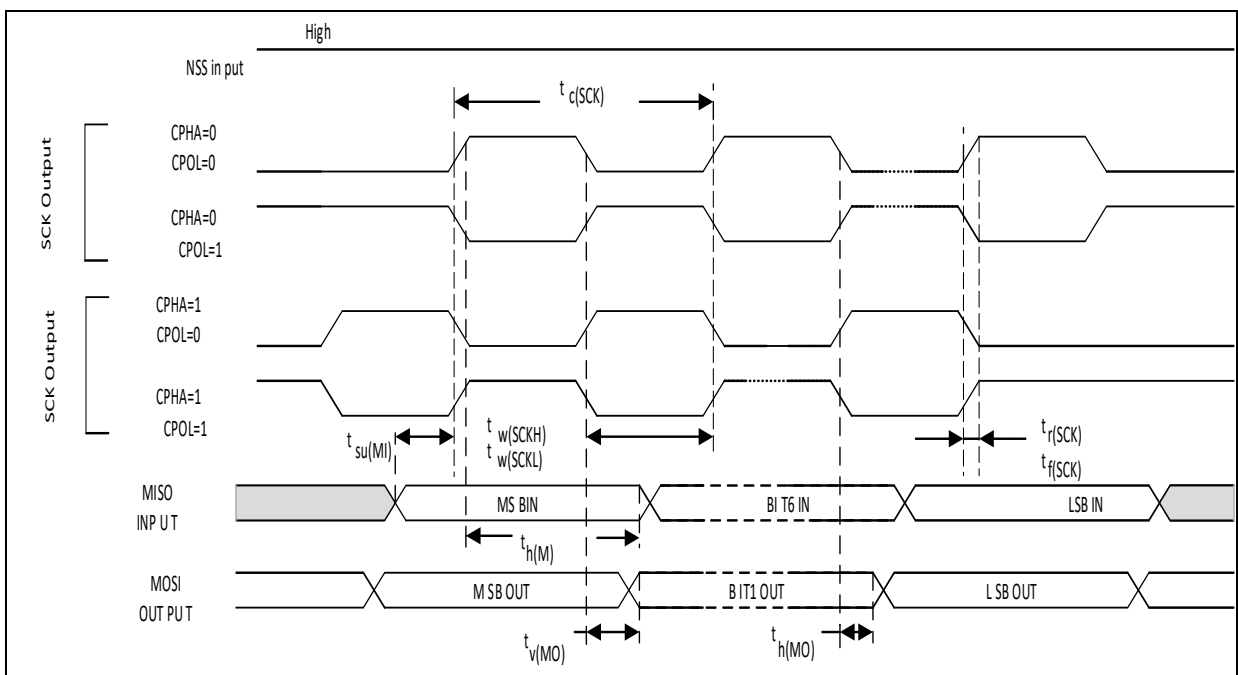 High
NSS in put
t c(SCK)
SCK Output
CPHA=0
CPOL=0
CPHA=0
CPOL=1
SCK Output
CPHA=1
CPOL=0
CPHA=1
CPOL=1
t su(MI)
t w(SCKH)
t w(SCKL)
t r(SCK)
t f(SCK)
MISO
INP U T
MS BIN
BI T6 IN
LSB IN
t h(M)
MOSI
OUT PU T
M SB OUT
B IT1 OUT
L SB OUT
t v(MO)
t h(MO)